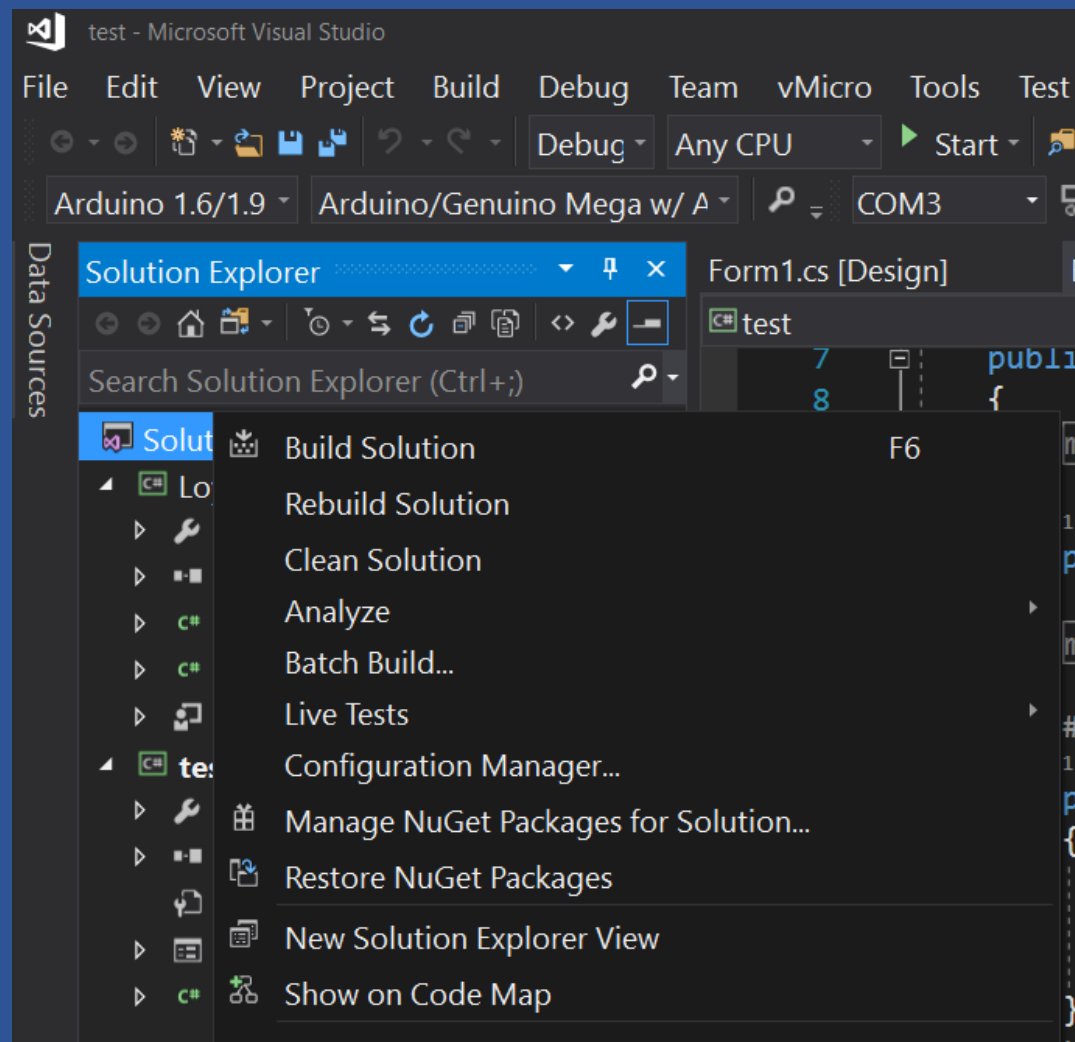 test - Microsoft Visual Studio
File Edit View Project Build Debug Team vMicro Tools Test
Debug Any CPU Start
Arduino 1.6/1.9 Arduino/Genuino Mega w/ A COM3
Data Sources
Solution Explorer
Form1.cs [Design]
C# test
Search Solution Explorer (Ctrl+;)
7 publi
8 {
Solut
Build Solution F6
C# Lo
Rebuild Solution
Clean Solution
C#
Analyze
C#
Batch Build...
Live Tests
#
C# tes
Configuration Manager...
Manage NuGet Packages for Solution...
{
Restore NuGet Packages
New Solution Explorer View
C#
Show on Code Map
}